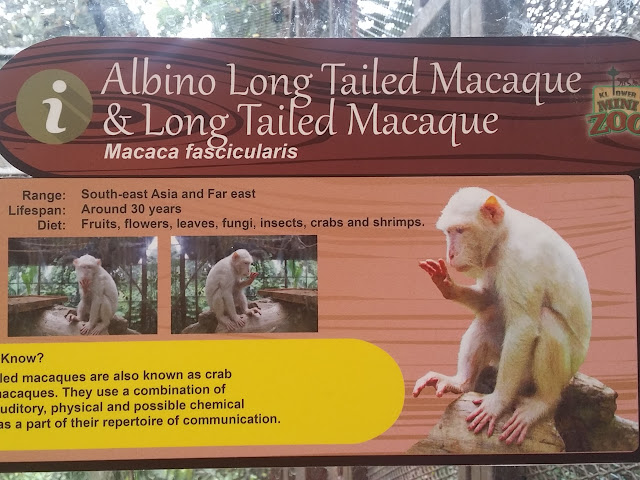 i
Albino Long Tailed Macaque
& Long Tailed Macaque
Macaca fascicularis
KL TOWER
MINI
ZOO
Range: South-east Asia and Far east
Lifespan: Around 30 years
Diet: Fruits, flowers, leaves, fungi, insects, crabs and shrimps.
Know?
led macaques are also known as crab
macaques. They use a combination of
uditory, physical and possible chemical
as a part of their repertoire of communication.